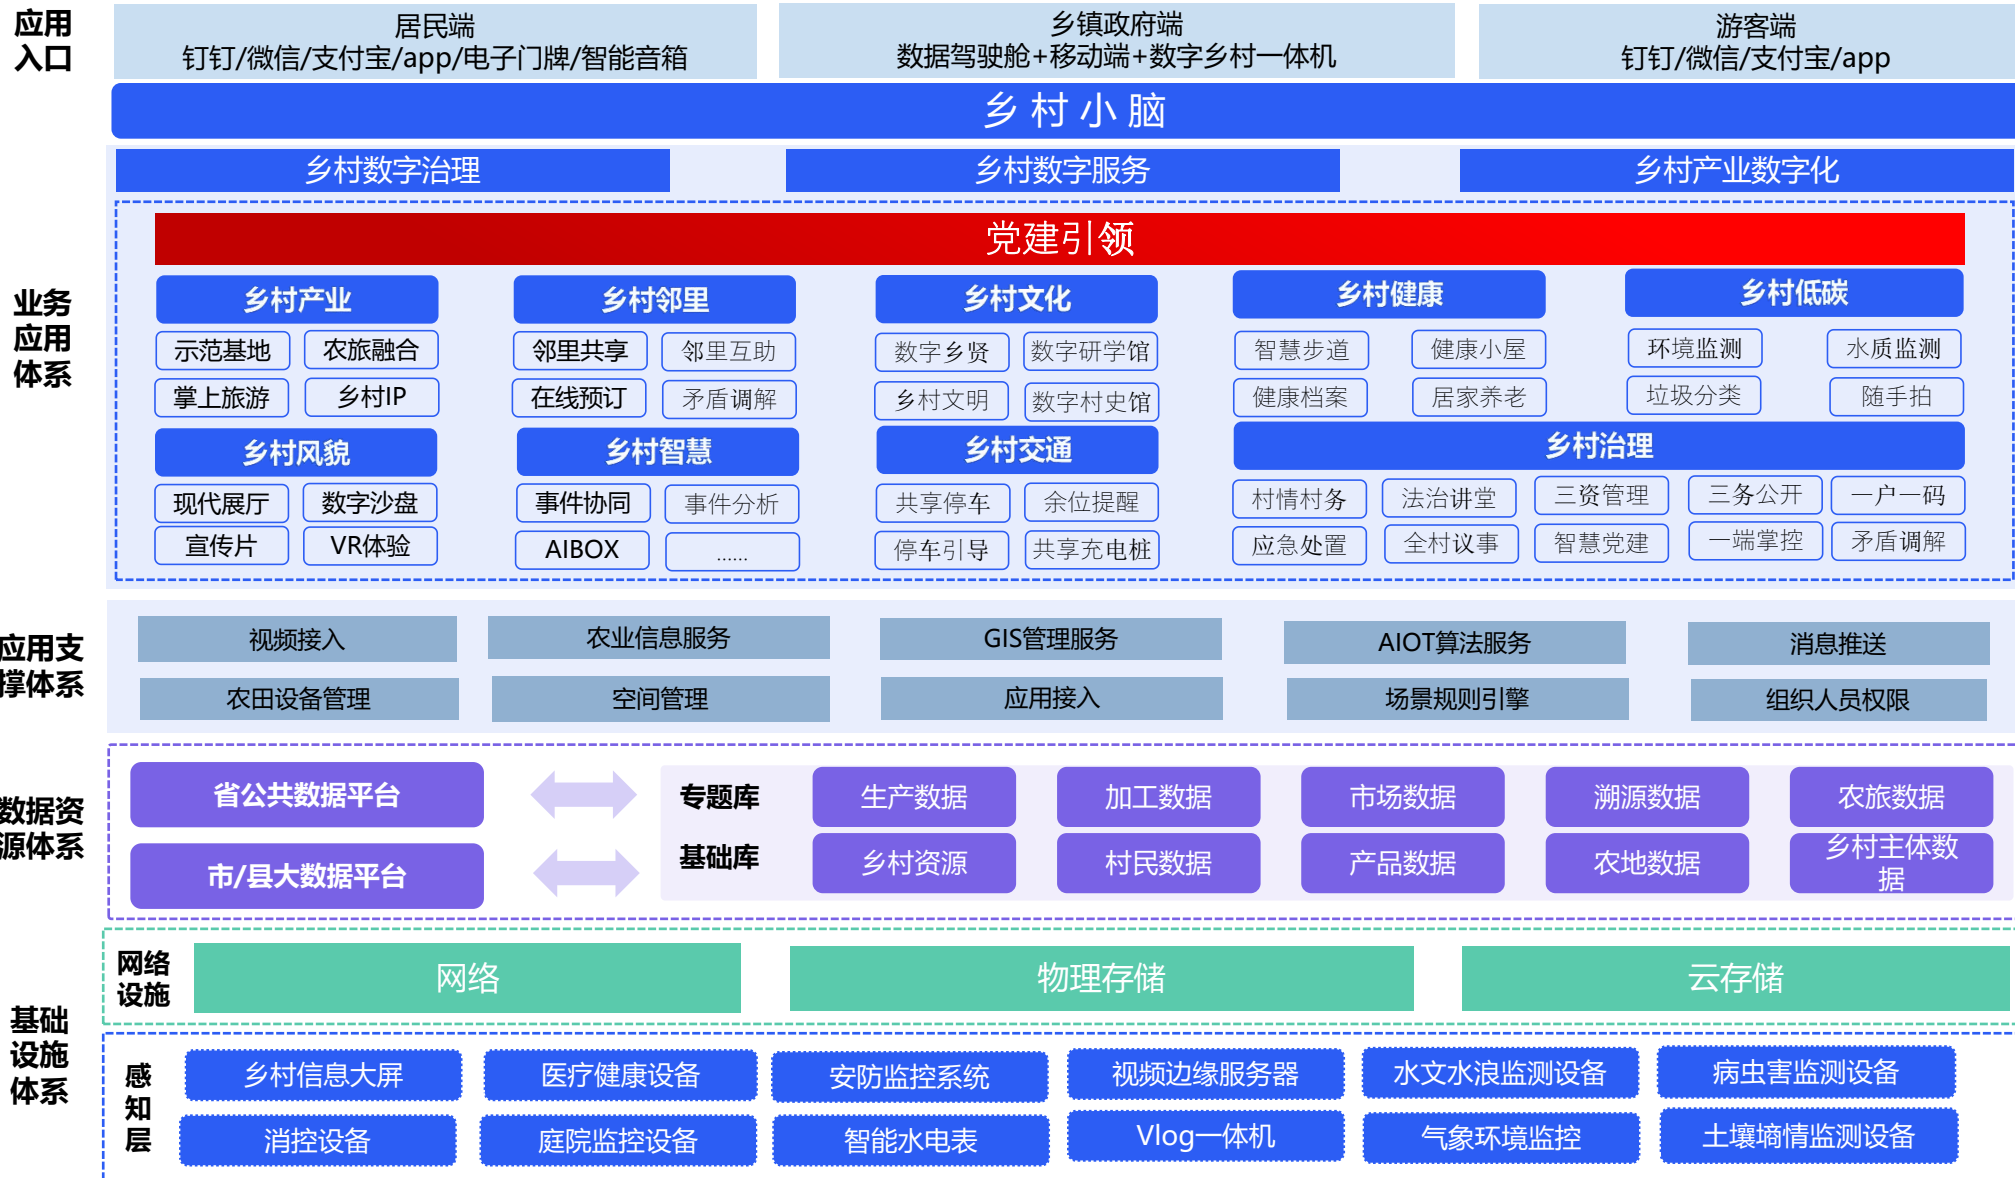 应用
入口
居民端
钉钉/微信/支付宝/app/电子门牌/智能音箱
乡镇政府端
数据驾驶舱+移动端+数字乡村一体机
游客端
钉钉/微信/支付宝/app
乡 村 小 脑
业务
应用
体系
乡村数字治理
乡村数字服务
乡村产业数字化
党建引领
乡村产业
示范基地
农旅融合
掌上旅游
乡村IP
乡村邻里
邻里共享
邻里互助
在线预订
矛盾调解
乡村文化
数字乡贤
数字研学馆
乡村文明
数字村史馆
乡村健康
智慧步道
健康小屋
健康档案
居家养老
乡村低碳
环境监测
水质监测
垃圾分类
随手拍
乡村风貌
现代展厅
数字沙盘
宣传片
VR体验
乡村智慧
事件协同
事件分析
AIBOX
......
乡村交通
共享停车
余位提醒
停车引导
共享充电桩
乡村治理
村情村务
法治讲堂
三资管理
三务公开
一户一码
应急处置
全村议事
智慧党建
一端掌控
矛盾调解
应用支
撑体系
视频接入
农业信息服务
GIS管理服务
AIOT算法服务
消息推送
农田设备管理
空间管理
应用接入
场景规则引擎
组织人员权限
数据资
源体系
省公共数据平台
市/县大数据平台
专题库
生产数据
加工数据
市场数据
溯源数据
农旅数据
基础库
乡村资源
村民数据
产品数据
农地数据
乡村主体数
据
基础
设施
体系
网络
设施
网络
物理存储
云存储
感
知
层
乡村信息大屏
医疗健康设备
安防监控系统
视频边缘服务器
水文水浪监测设备
病虫害监测设备
消控设备
庭院监控设备
智能水电表
Vlog一体机
气象环境监控
土壤墒情监测设备